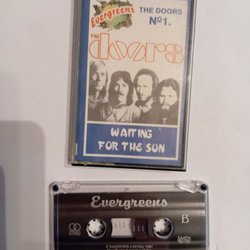 Evergreens
THE DOORS
Nº1.
THE
doors
WAITING
FOR THE SUN
Evergreens
B